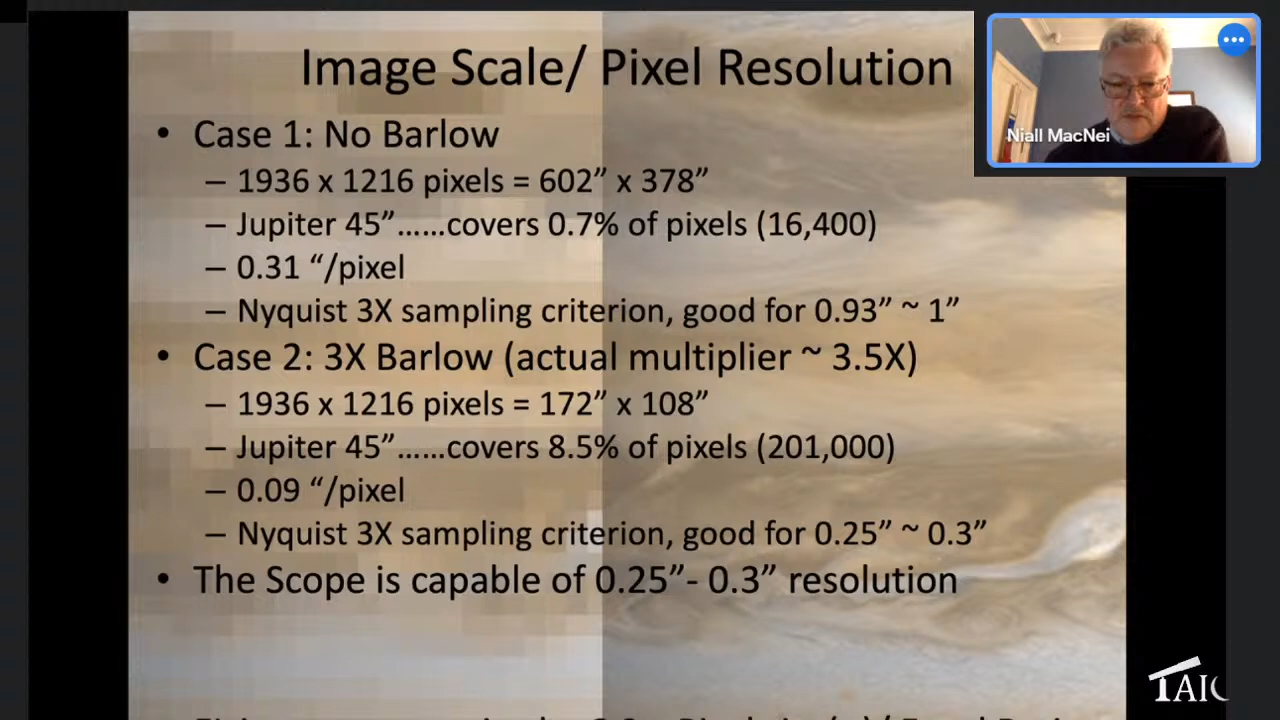 Image Scale/ Pixel Resolution
Niall MacNei
• Case 1: No Barlow
– 1936 x 1216 pixels = 602” x 378”
– Jupiter 45”……covers 0.7% of pixels (16,400)
– 0.31 “/pixel
– Nyquist 3X sampling criterion, good for 0.93” ~ 1”
• Case 2: 3X Barlow (actual multiplier ~ 3.5X)
– 1936 x 1216 pixels = 172” x 108”
– Jupiter 45”……covers 8.5% of pixels (201,000)
– 0.09 “/pixel
– Nyquist 3X sampling criterion, good for 0.25” ~ 0.3”
• The Scope is capable of 0.25”- 0.3” resolution